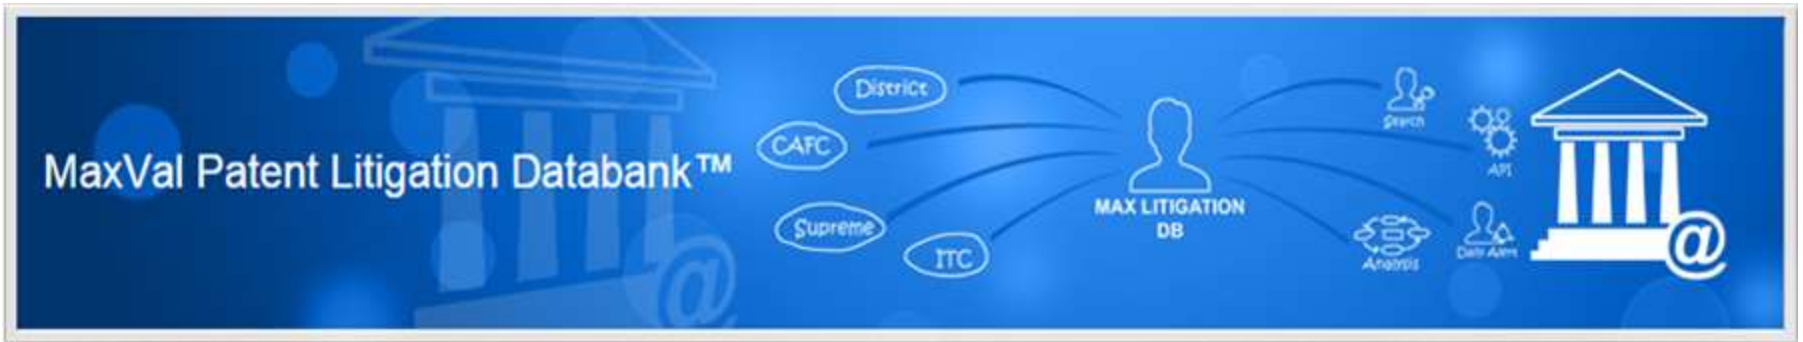 MaxVal Patent Litigation Databank™
District
CAFC
Supreme
ITC
MAX LITIGATION
DB
Search
API
Analysis
@
@